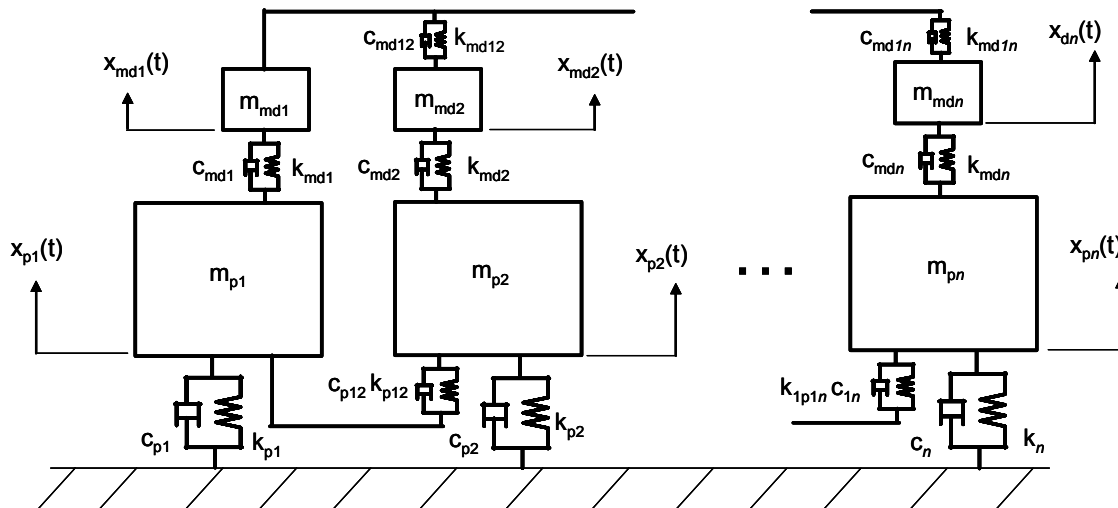 c_md12 k_md12
c_md1n k_md1n
x_dn(t)
x_md1(t)
m_md1
m_md2
x_md2(t)
m_mdn
c_md1 k_md1
c_md2 k_md2
c_mdn k_mdn
x_p1(t)
m_p1
m_p2
x_p2(t)
. . .
m_pn
x_pn(t)
c_p12 k_p12
k_1p1n c_1n
c_p1 k_p1
c_p2 k_p2
c_n k_n